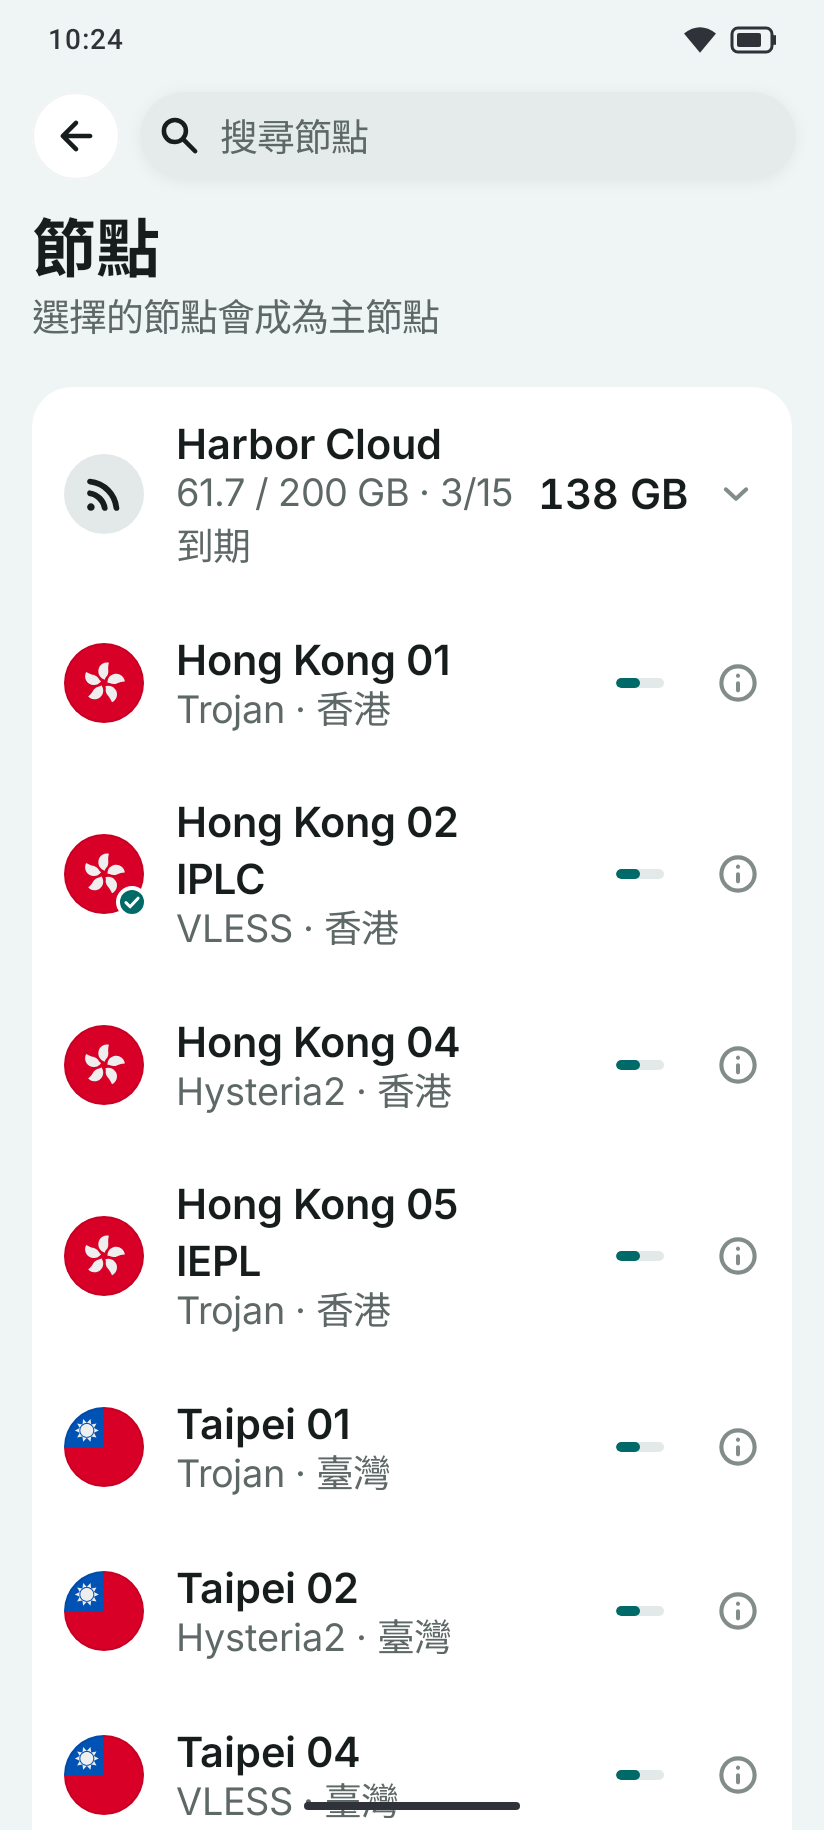 10:24
搜尋節點
節點
選擇的節點會成為主節點
Harbor Cloud
61.7 / 200 GB · 3/15 到期
138 GB
Hong Kong 01
Trojan · 香港
Hong Kong 02
IPLC
VLESS · 香港
Hong Kong 04
Hysteria2 · 香港
Hong Kong 05
IEPL
Trojan · 香港
Taipei 01
Trojan · 臺灣
Taipei 02
Hysteria2 · 臺灣
Taipei 04
VLESS · 臺灣